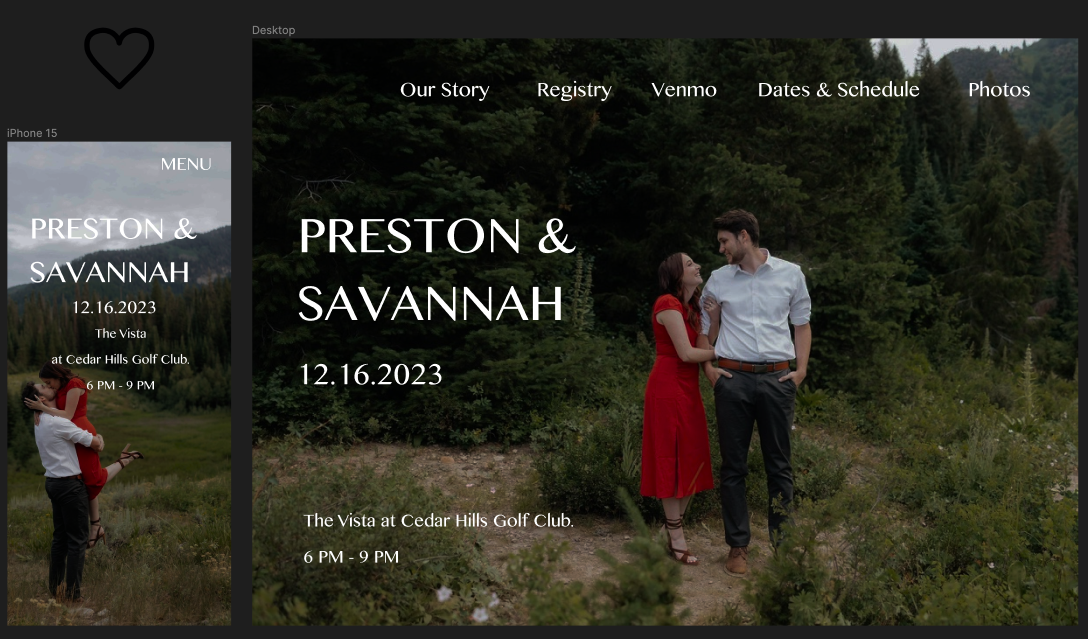 Desktop
Our Story Registry Venmo Dates & Schedule Photos
PRESTON &
SAVANNAH
12.16.2023
The Vista at Cedar Hills Golf Club.
6 PM - 9 PM
iPhone 15
MENU
PRESTON &
SAVANNAH
12.16.2023
The Vista
at Cedar Hills Golf Club.
6 PM - 9 PM